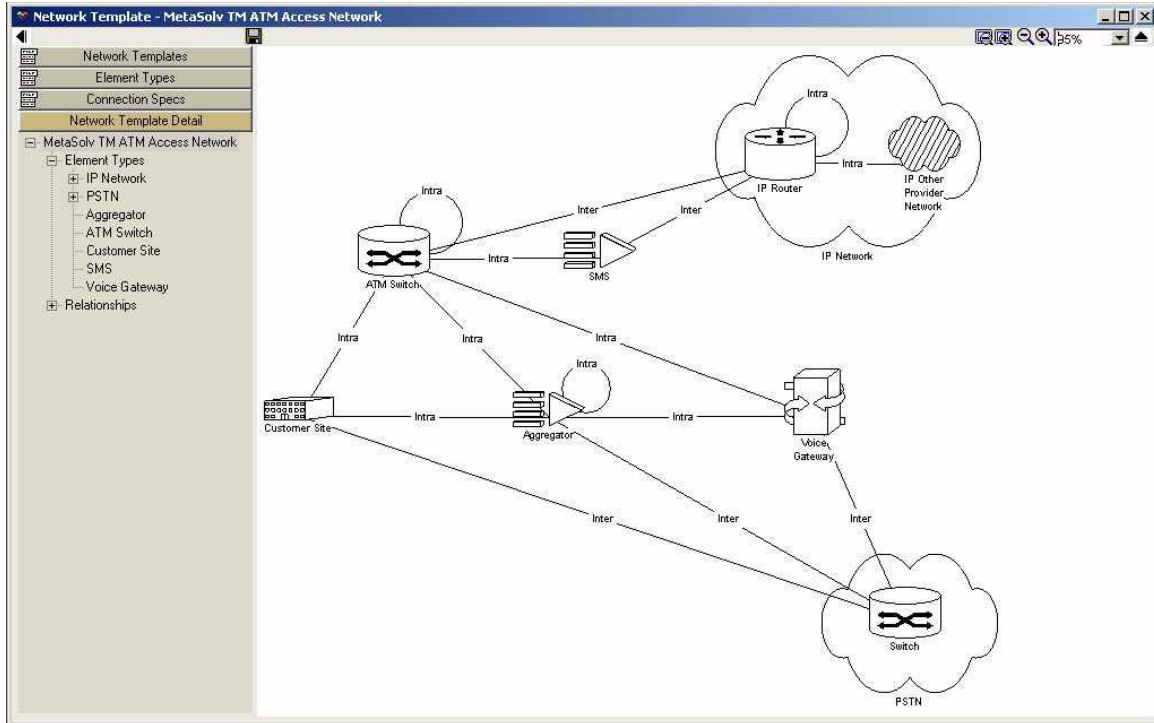 Network Template - MetaSolv TM ATM Access Network
95%
Network Templates
Element Types
Connection Specs
Network Template Detail
MetaSolv TM ATM Access Network
Element Types
IP Network
PSTN
Aggregator
ATM Switch
Customer Site
SMS
Voice Gateway
Relationships
Intra
IP Router
Intra
IP Other
Provider
Network
IP Network
Intra
Inter
Inter
ATM Switch
Intra
SMS
Intra
Intra
Intra
Intra
Customer Site
Intra
Aggregator
Intra
Voice
Gateway
Inter
Inter
Inter
Switch
PSTN